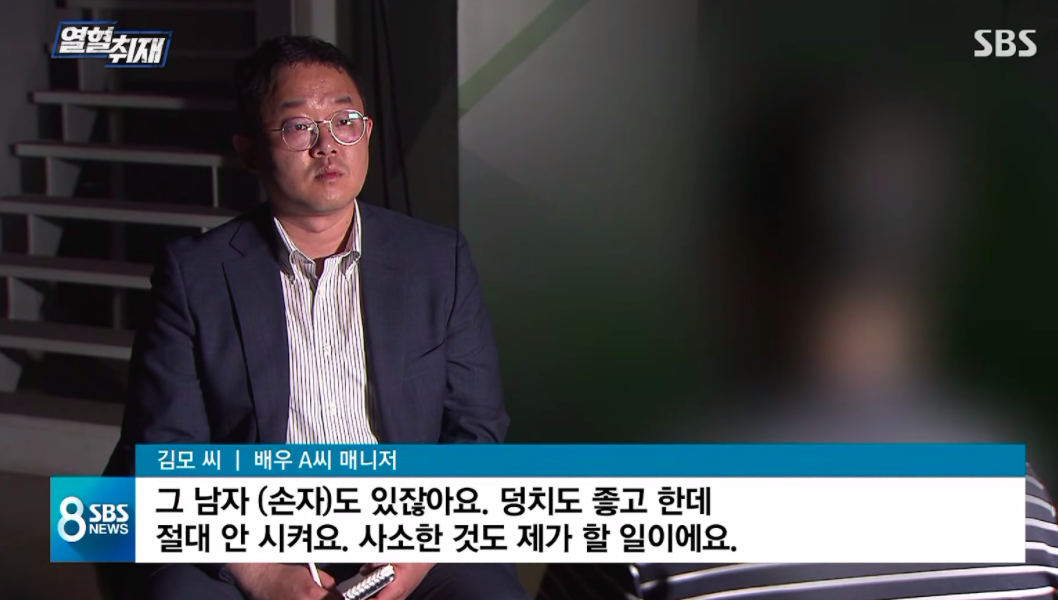 열혈취재
SBS
김모 씨 | 배우 A씨 매니저
8 SBS NEWS
그 남자 (손자)도 있잖아요. 덩치도 좋고 한데
절대 안 시켜요. 사소한 것도 제가 할 일이에요.